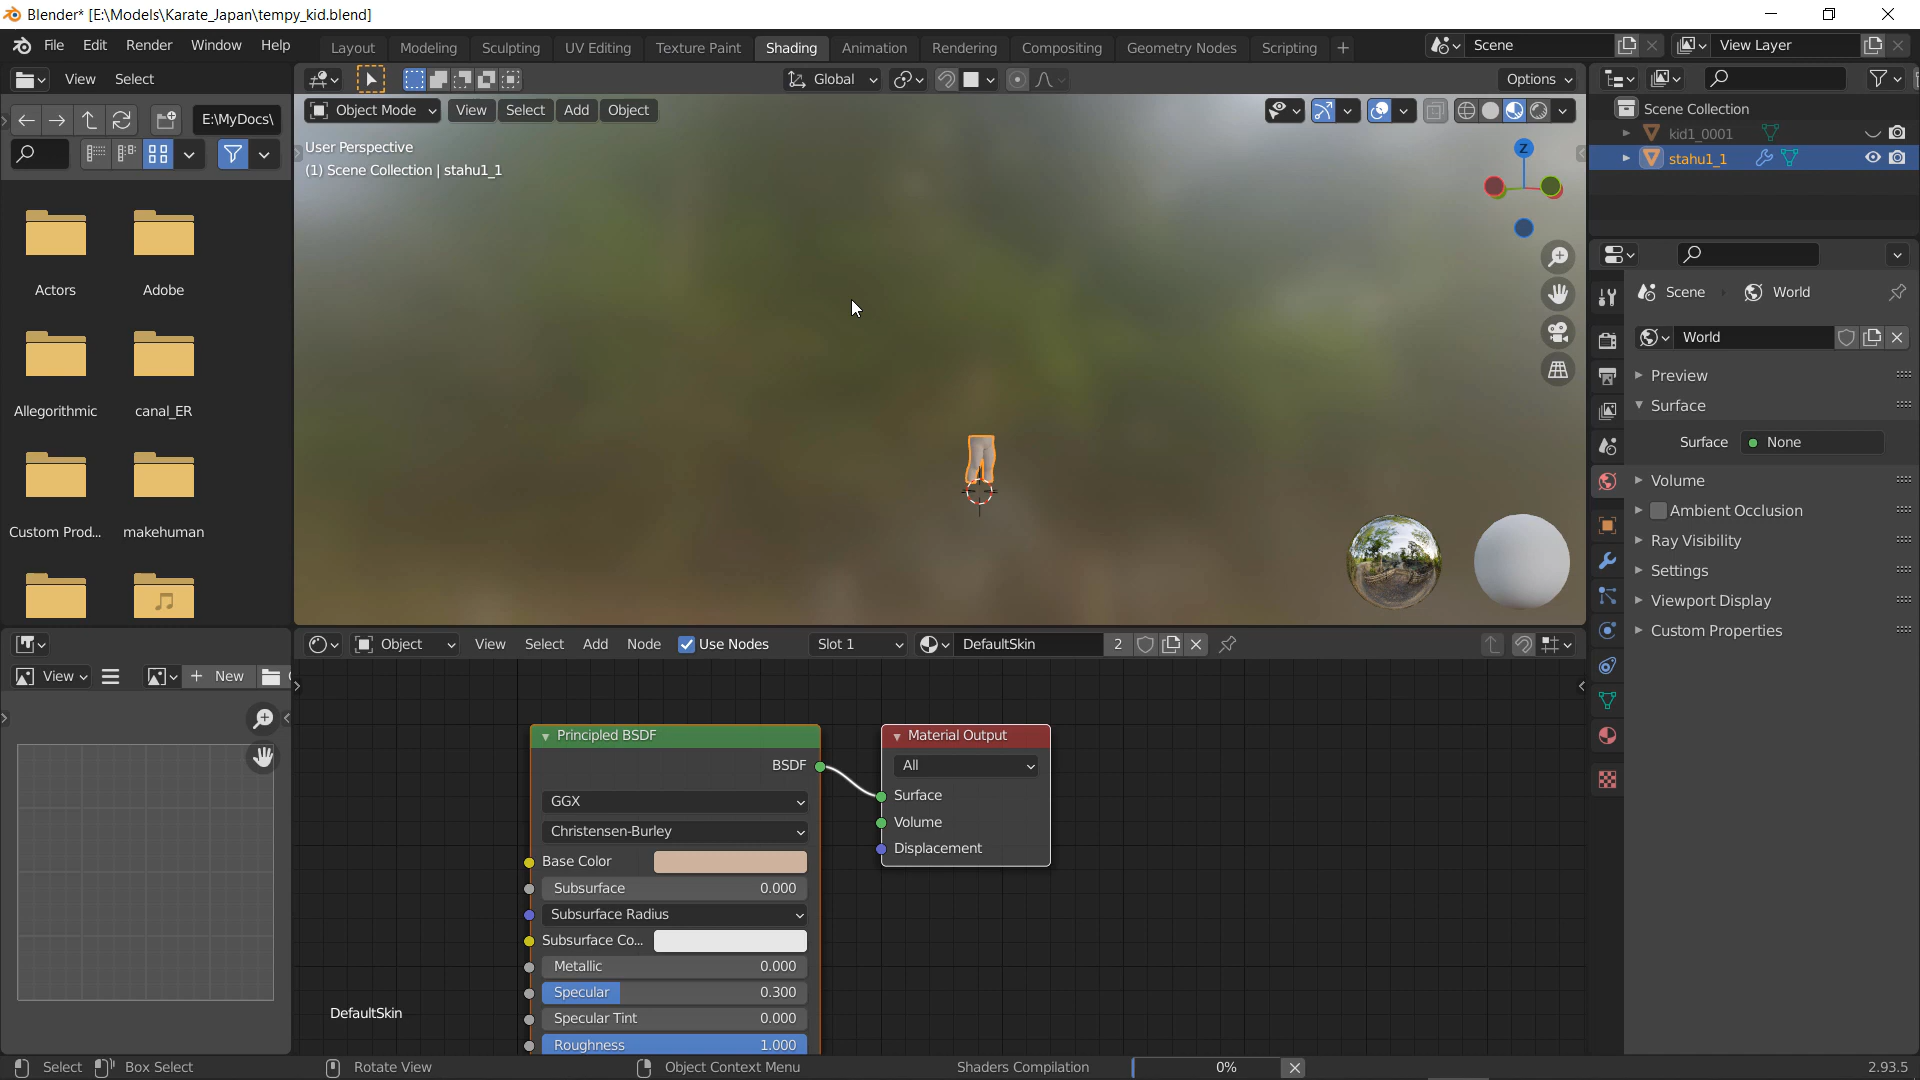 Blender* [E:\Models\Karate_Japan\tempy_kid.blend]
File Edit Render Window Help
Layout Modeling Sculpting UV Editing Texture Paint Shading Animation Rendering Compositing Geometry Nodes Scripting +
Scene
View Layer
View Select
Global
Options
E:\MyDocs\
Object Mode View Select Add Object
User Perspective
(1) Scene Collection | stahu1_1
Z
Scene Collection
kid1_0001
stahu1_1
Actors
Adobe
Allegorithmic
canal_ER
Custom Prod...
makehuman
Scene
World
World
Preview
Surface
Surface
None
Volume
Ambient Occlusion
Ray Visibility
Settings
Viewport Display
Custom Properties
Object View Select Add Node Use Nodes Slot 1 DefaultSkin 2
View
+ New
Principled BSDF
BSDF
GGX
Christensen-Burley
Base Color
Subsurface 0.000
Subsurface Radius
Subsurface Co...
Metallic 0.000
Specular 0.300
Specular Tint 0.000
Roughness 1.000
Material Output
All
Surface
Volume
Displacement
DefaultSkin
Select
Box Select
Rotate View
Object Context Menu
Shaders Compilation
0%
2.93.5